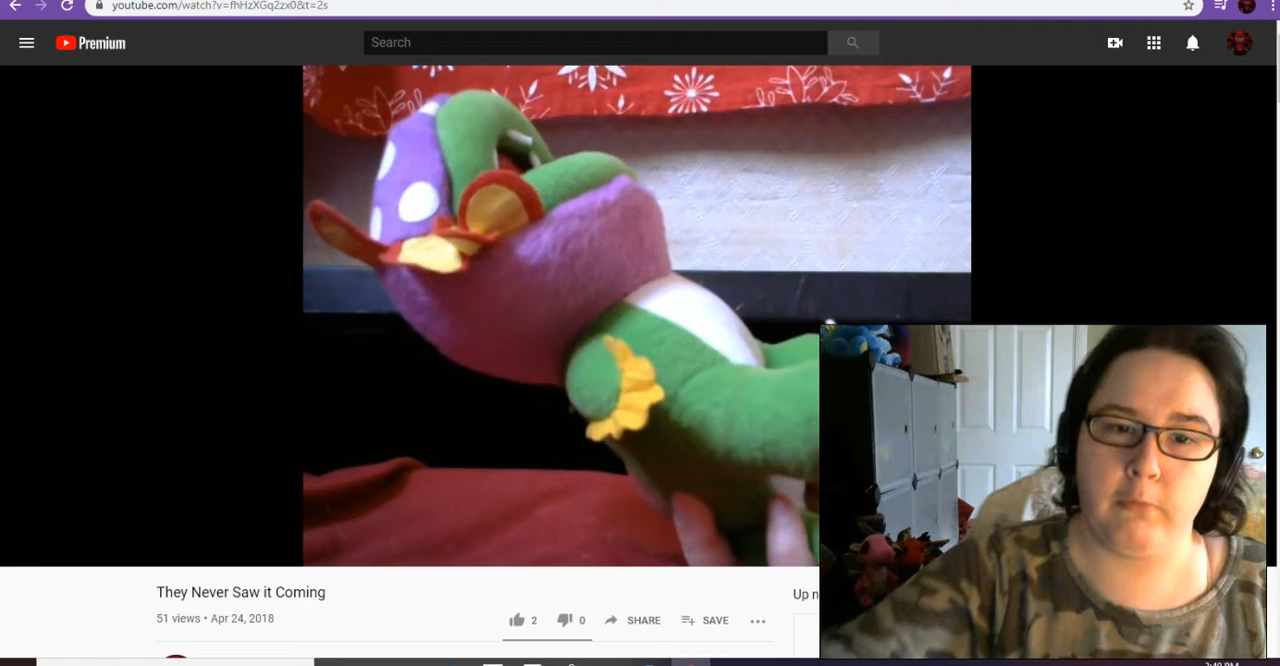 youtube.com/watch?v=fhHzXGq2zx0&t=2s
Premium
Search
They Never Saw it Coming
51 views • Apr 24, 2018
2
0
SHARE
SAVE
Up n